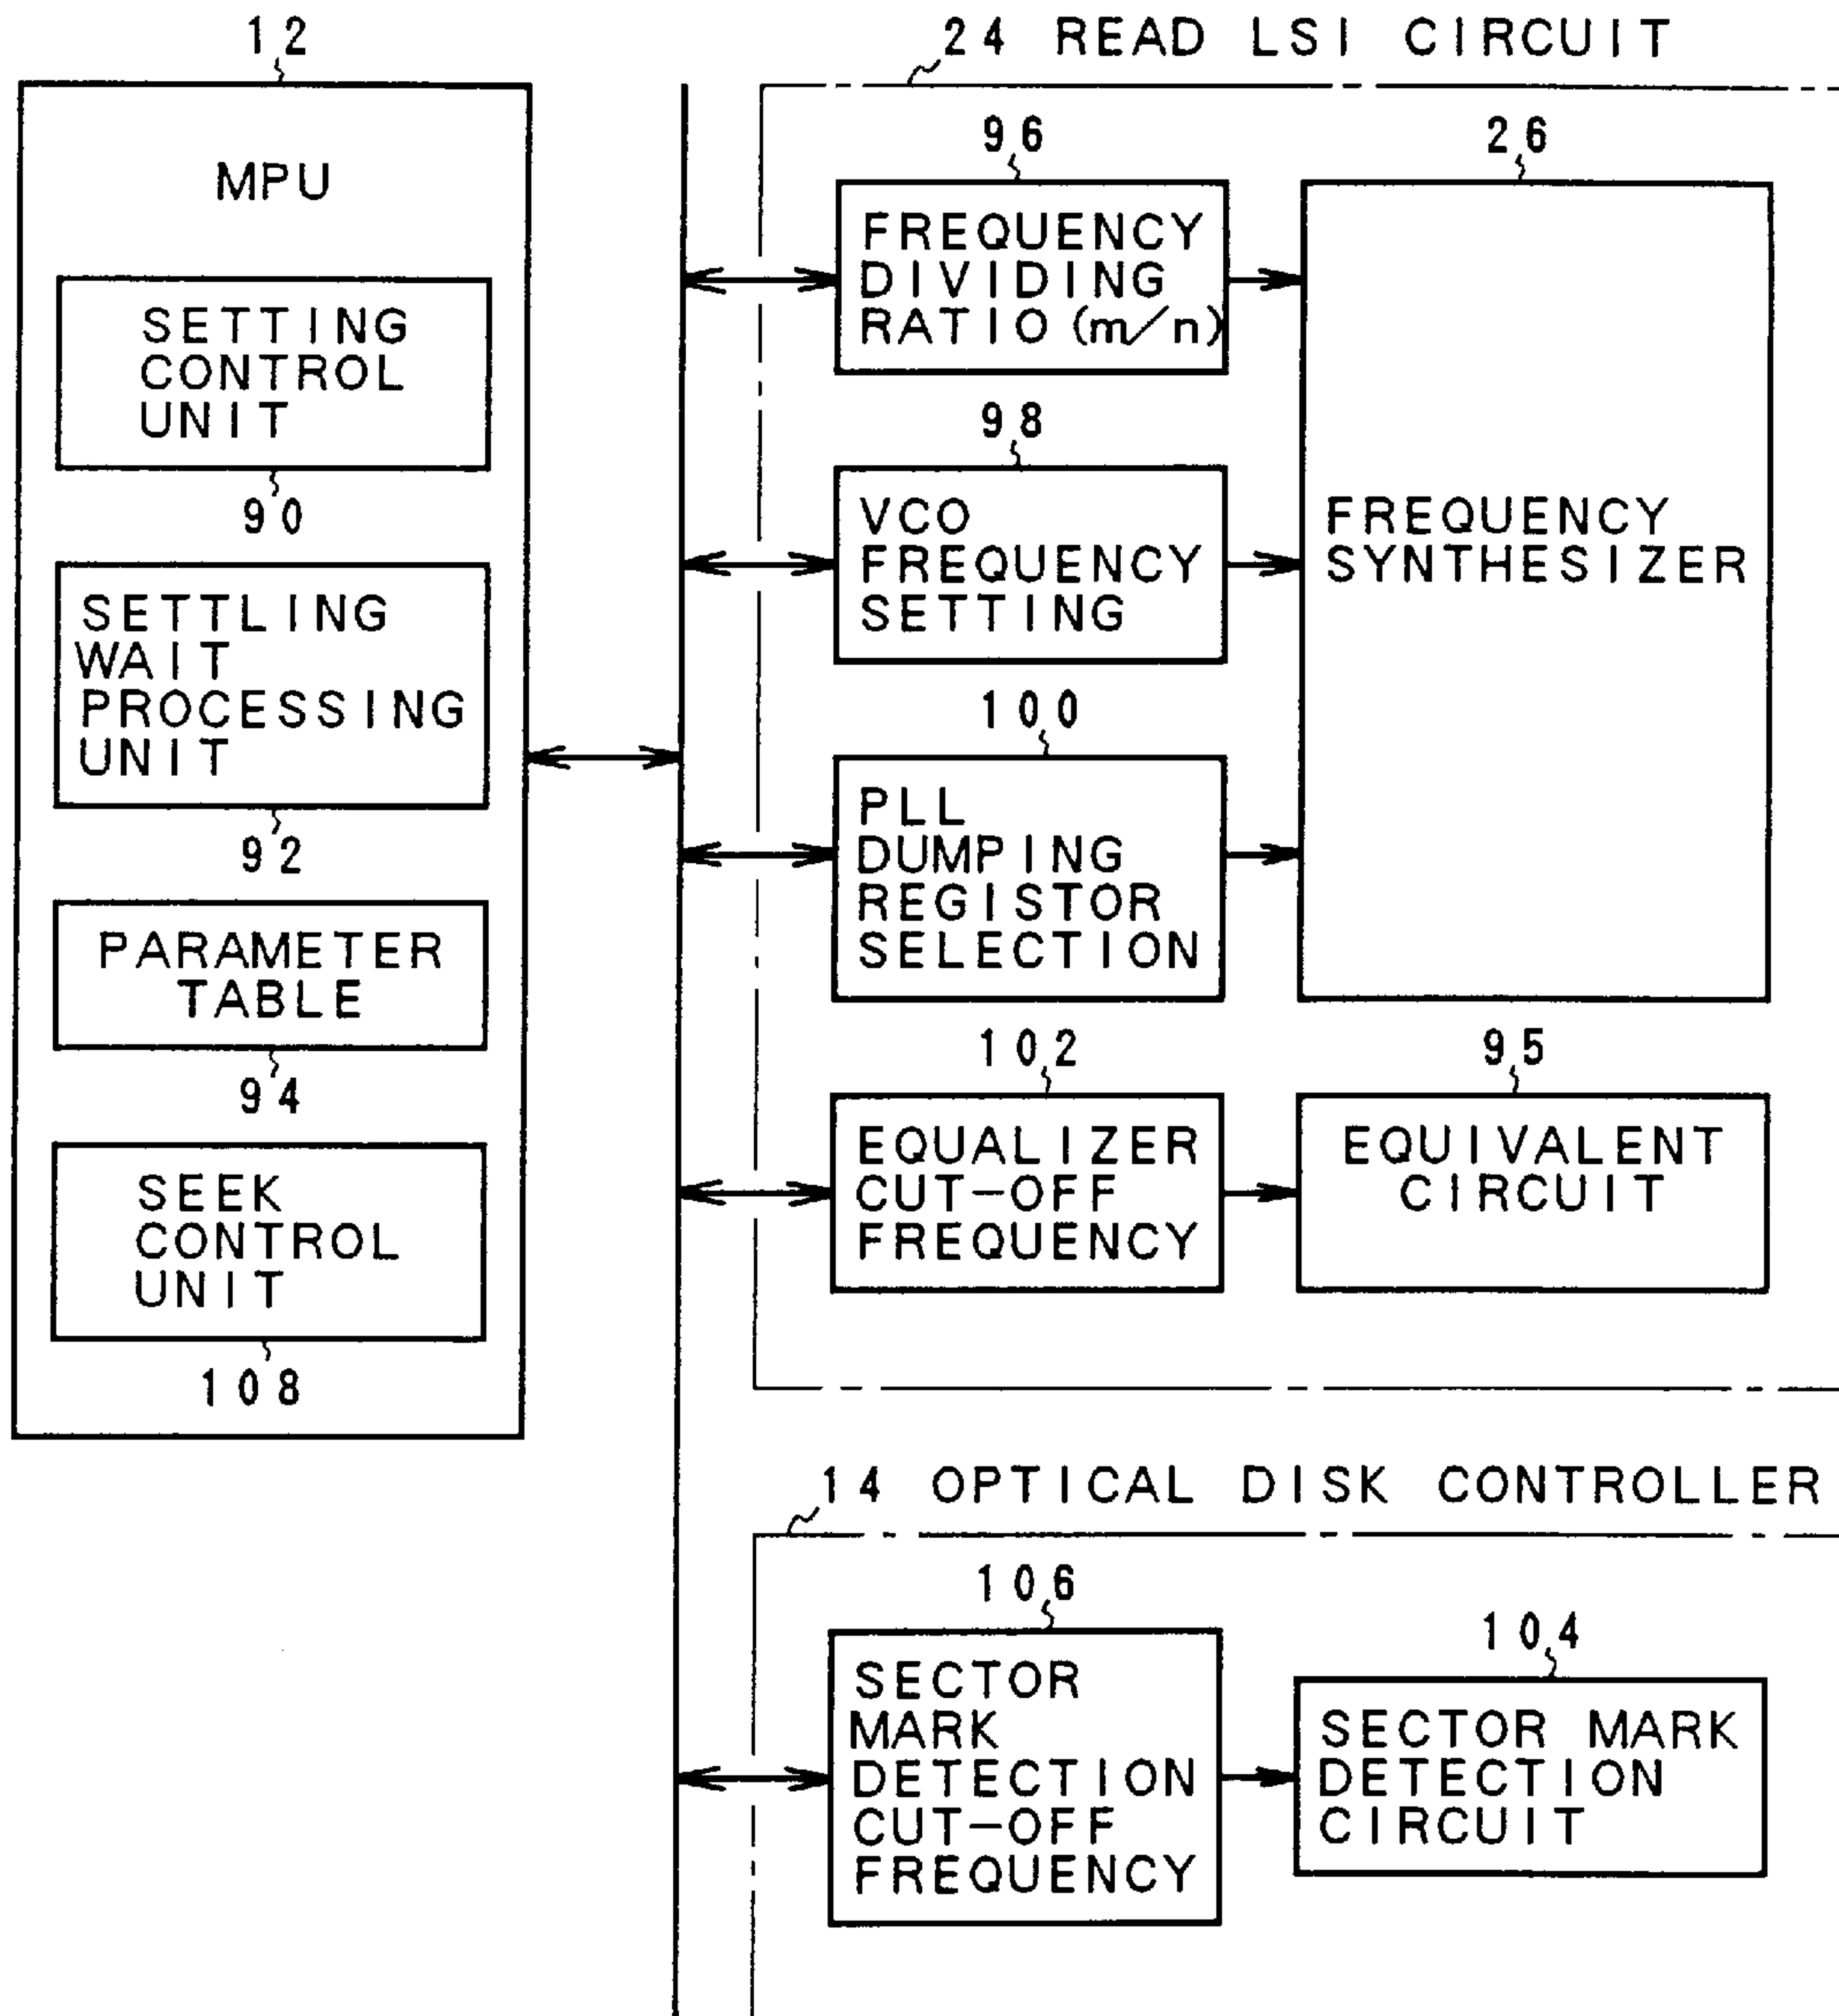 12
MPU
SETTING
CONTROL
UNIT
90
SETTLING
WAIT
PROCESSING
UNIT
92
PARAMETER
TABLE
94
SEEK
CONTROL
UNIT
108
24 READ LSI CIRCUIT
96
FREQUENCY
DIVIDING
RATIO (m/n)
26
FREQUENCY
SYNTHESIZER
98
VCO
FREQUENCY
SETTING
100
PLL
DUMPING
REGISTOR
SELECTION
102
EQUALIZER
CUT-OFF
FREQUENCY
95
EQUIVALENT
CIRCUIT
14 OPTICAL DISK CONTROLLER
106
SECTOR
MARK
DETECTION
CUT-OFF
FREQUENCY
104
SECTOR MARK
DETECTION
CIRCUIT